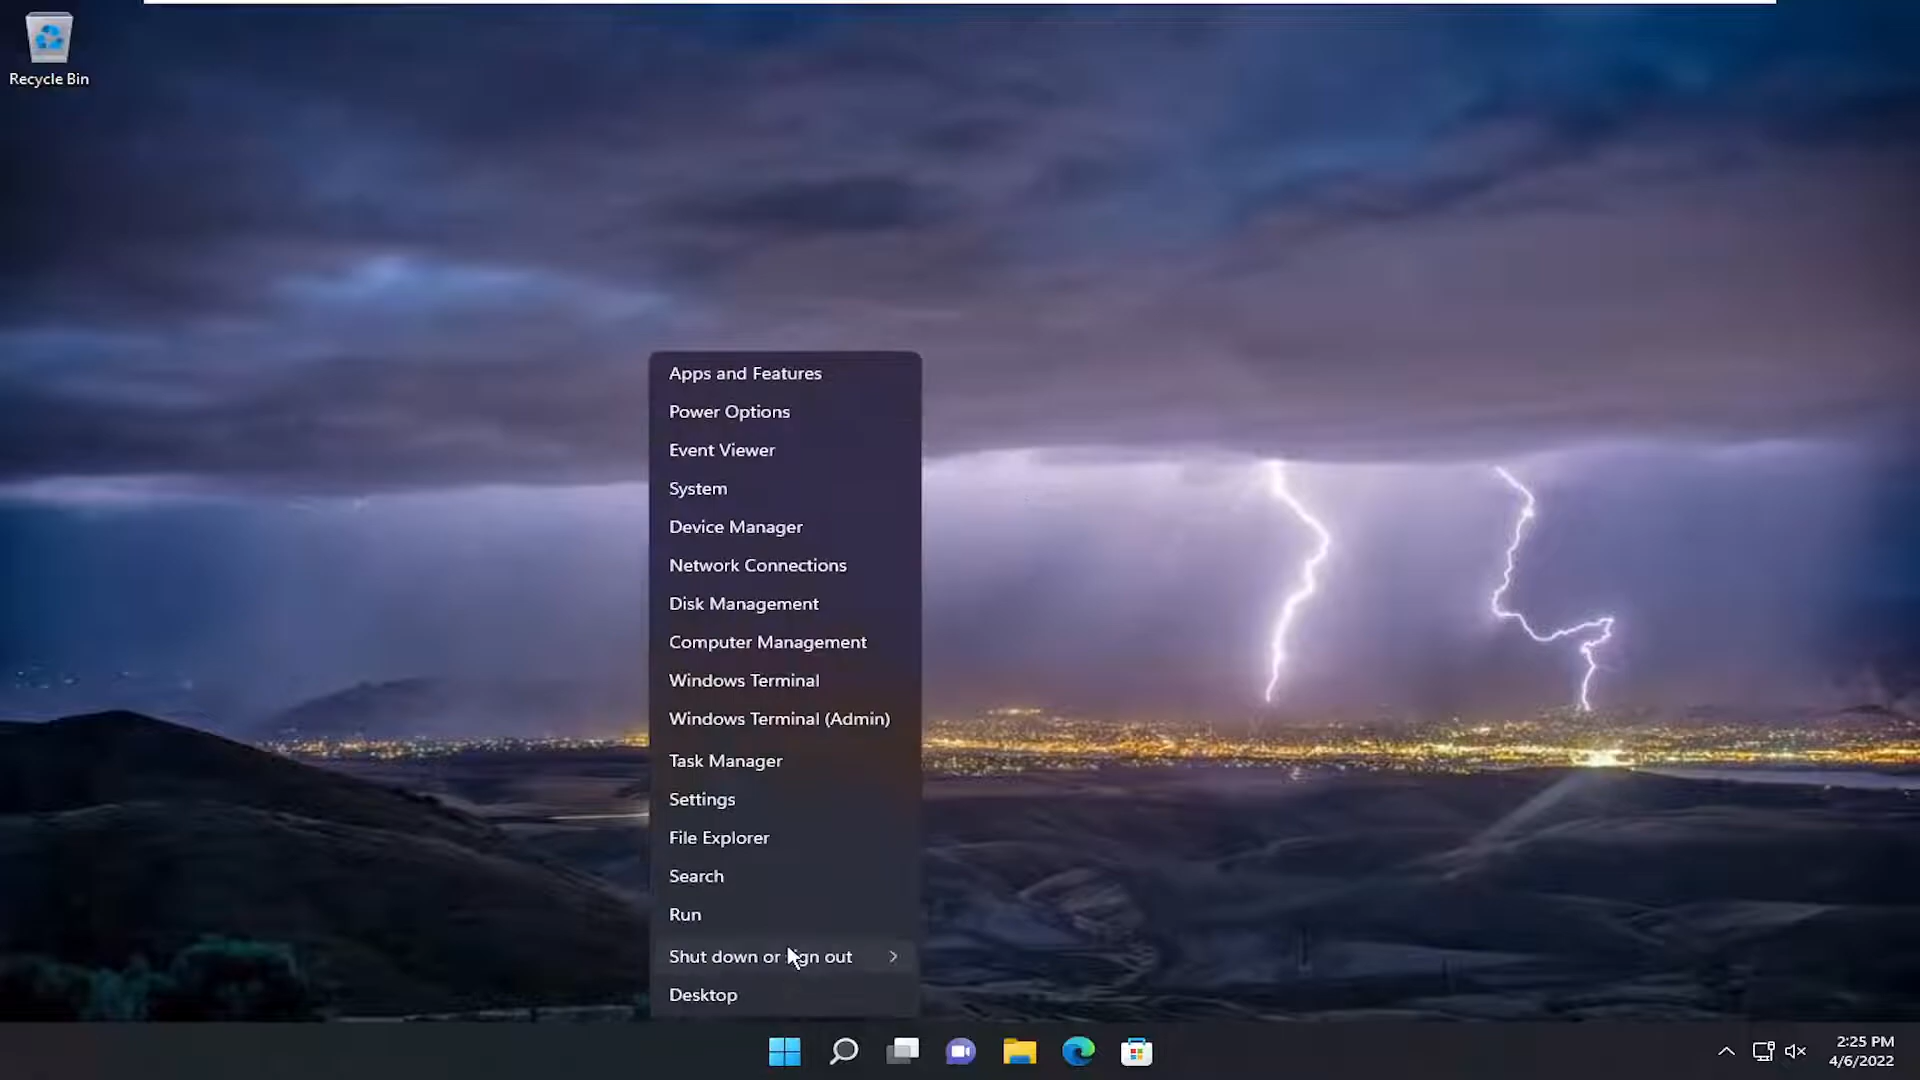 Recycle Bin
Apps and Features
Power Options
Event Viewer
System
Device Manager
Network Connections
Disk Management
Computer Management
Windows Terminal
Windows Terminal (Admin)
Task Manager
Settings
File Explorer
Search
Run
Shut down or sign out
Desktop
2:25 PM
4/6/2022